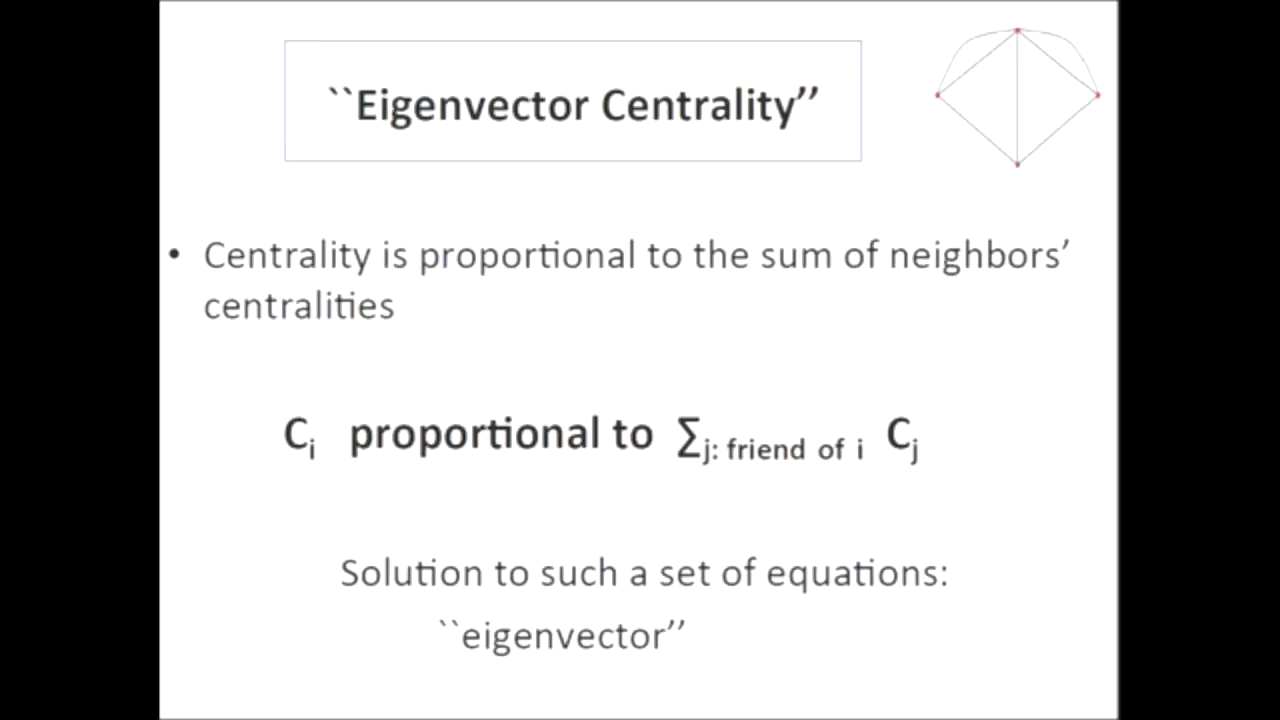 ``Eigenvector Centrality’’
• Centrality is proportional to the sum of neighbors’
centralities
Ci proportional to ∑j: friend of i Cj
Solution to such a set of equations:
``eigenvector’’